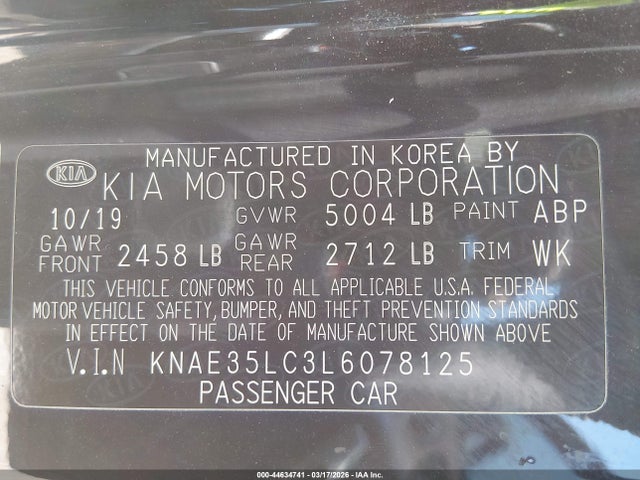 MANUFACTURED IN KOREA BY
KIA KIA MOTORS CORPORATION
10/19 GVWR 5004 LB PAINT ABP
GAWR FRONT 2458 LB GAWR REAR 2712 LB TRIM WK
THIS VEHICLE CONFORMS TO ALL APPLICABLE U.S.A. FEDERAL
MOTOR VEHICLE SAFETY, BUMPER, AND THEFT PREVENTION STANDARDS
IN EFFECT ON THE DATE OF MANUFACTURE SHOWN ABOVE
V.I.N KNAE35LC3L6078125
PASSENGER CAR
000-44634741 - 03/17/2026 - IAA Inc.